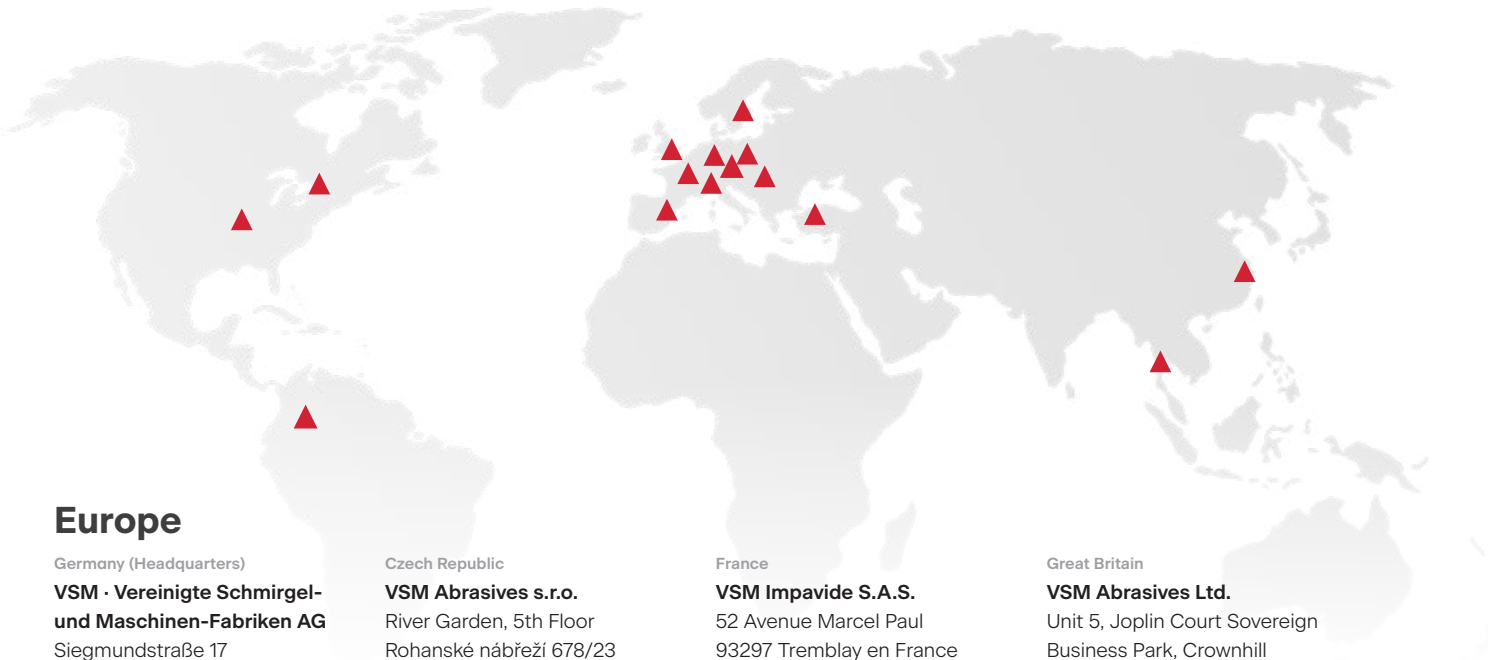 Europe
Germany (Headquarters)
VSM · Vereinigte Schmirgel-
und Maschinen-Fabriken AG
Siegmundstraße 17
Czech Republic
VSM Abrasives s.r.o.
River Garden, 5th Floor
Rohanské nábřeží 678/23
France
VSM Impavide S.A.S.
52 Avenue Marcel Paul
93297 Tremblay en France
Great Britain
VSM Abrasives Ltd.
Unit 5, Joplin Court Sovereign
Business Park, Crownhill